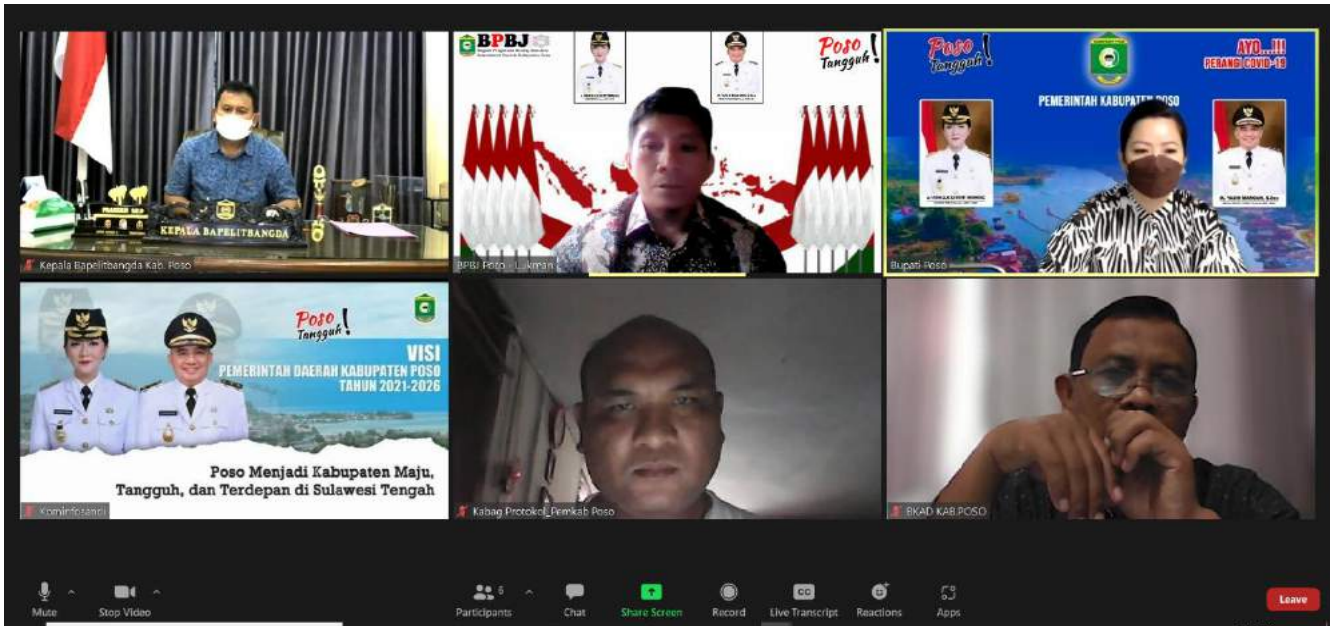 KEPALA BAPELITBANGDA
Kepala Bapelitbangda Kab. Poso
BPBJ
Poso
Tangguh!
BPBJ Poso - Lukman
Poso
Tangguh!
AYO...!!!
PERANGI COVID-19
PEMERINTAH KABUPATEN POSO
Bupati Poso
Poso
Tangguh!
VISI
PEMERINTAH DAERAH KABUPATEN POSO
TAHUN 2021-2026
Poso Menjadi Kabupaten Maju,
Tangguh, dan Terdepan di Sulawesi Tengah
Kominfosandi
Kabag Protokol_Pemkab Poso
BKAD KAB.POSO
Mute
Stop Video
Participants
6
Chat
Share Screen
Record
CC
Live Transcript
Reactions
Apps
Leave